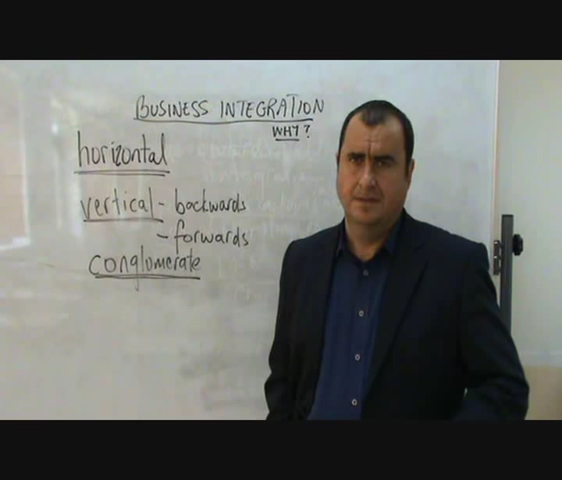 BUSINESS INTEGRATION
WHY?
horizontal
vertical - backwards
- forwards
conglomerate